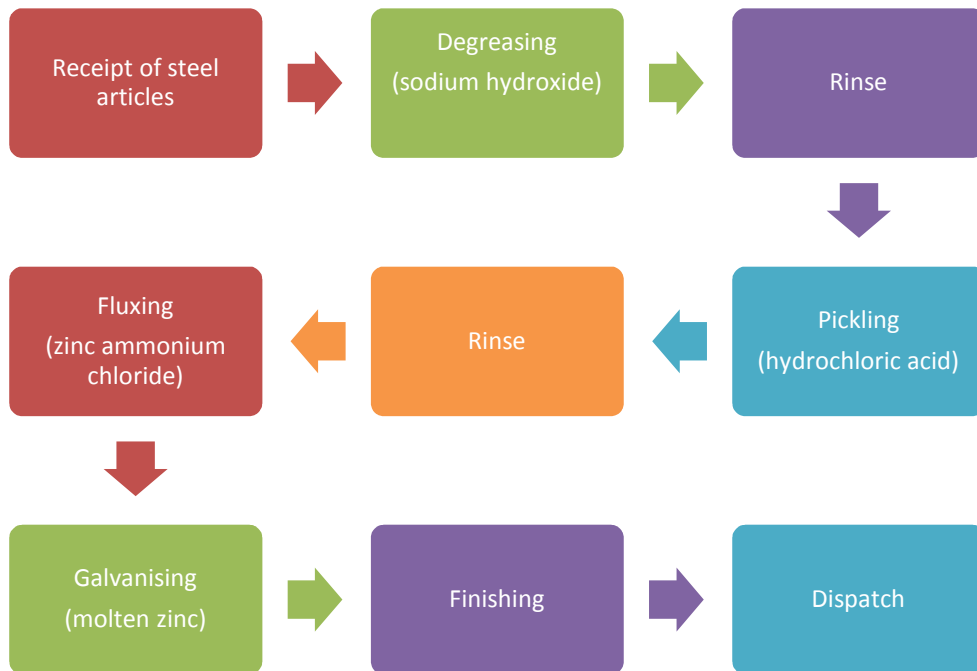 Receipt of steel
articles
Degreasing
(sodium hydroxide)
Rinse
Pickling
(hydrochloric acid)
Rinse
Fluxing
(zinc ammonium
chloride)
Galvanising
(molten zinc)
Finishing
Dispatch